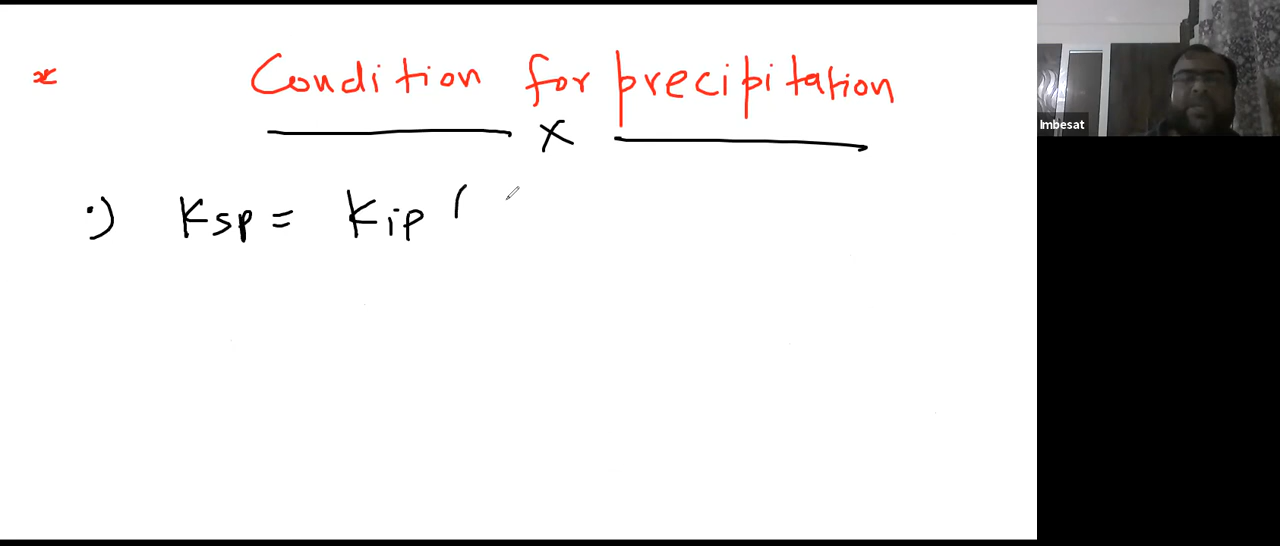 * Condition for precipitation
x
·) Ksp = Kip (
Imbesat